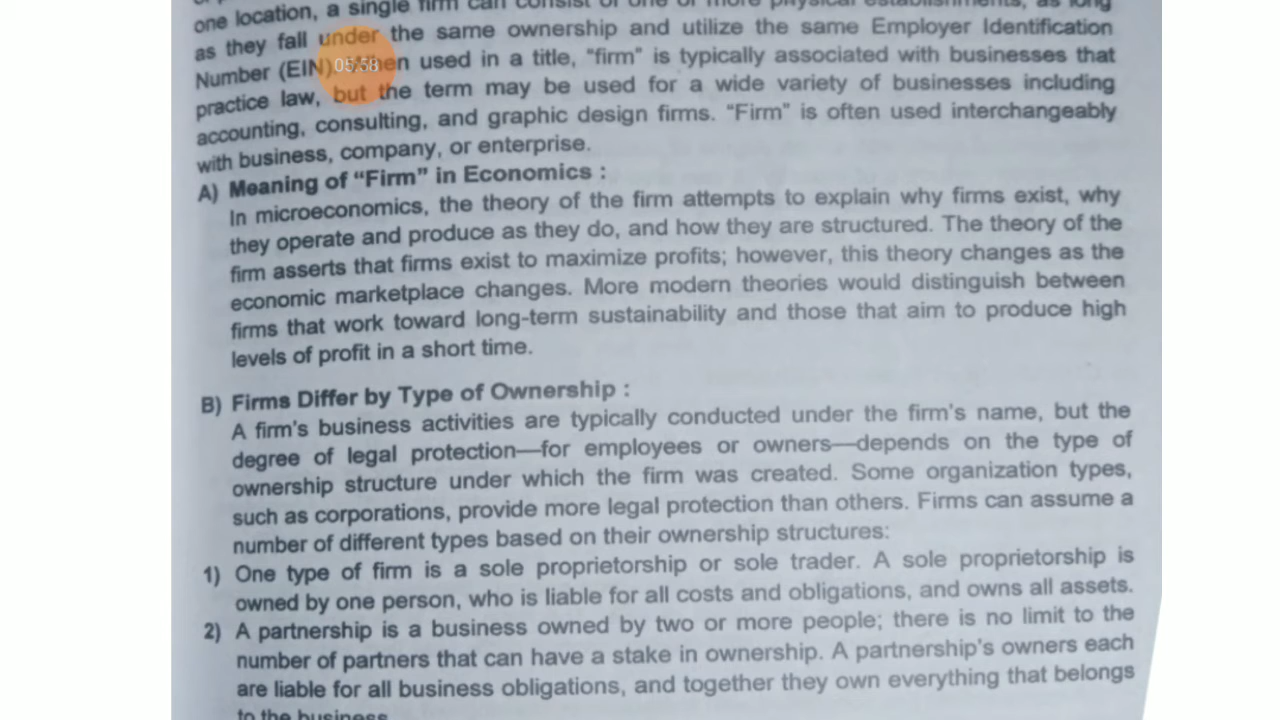 one location, a single firm can consist of one or more physical establishments, as long
as they fall under the same ownership and utilize the same Employer Identification
Number (EIN). When used in a title, "firm" is typically associated with businesses that
practice law, but the term may be used for a wide variety of businesses including
accounting, consulting, and graphic design firms. "Firm" is often used interchangeably
with business, company, or enterprise.
A) Meaning of "Firm" in Economics :
In microeconomics, the theory of the firm attempts to explain why firms exist, why
they operate and produce as they do, and how they are structured. The theory of the
firm asserts that firms exist to maximize profits; however, this theory changes as the
economic marketplace changes. More modern theories would distinguish between
firms that work toward long-term sustainability and those that aim to produce high
levels of profit in a short time.
B) Firms Differ by Type of Ownership :
A firm's business activities are typically conducted under the firm's name, but the
degree of legal protection—for employees or owners—depends on the type of
ownership structure under which the firm was created. Some organization types,
such as corporations, provide more legal protection than others. Firms can assume a
number of different types based on their ownership structures:
1) One type of firm is a sole proprietorship or sole trader. A sole proprietorship is
owned by one person, who is liable for all costs and obligations, and owns all assets.
2) A partnership is a business owned by two or more people; there is no limit to the
number of partners that can have a stake in ownership. A partnership's owners each
are liable for all business obligations, and together they own everything that belongs
to the business.
05:58